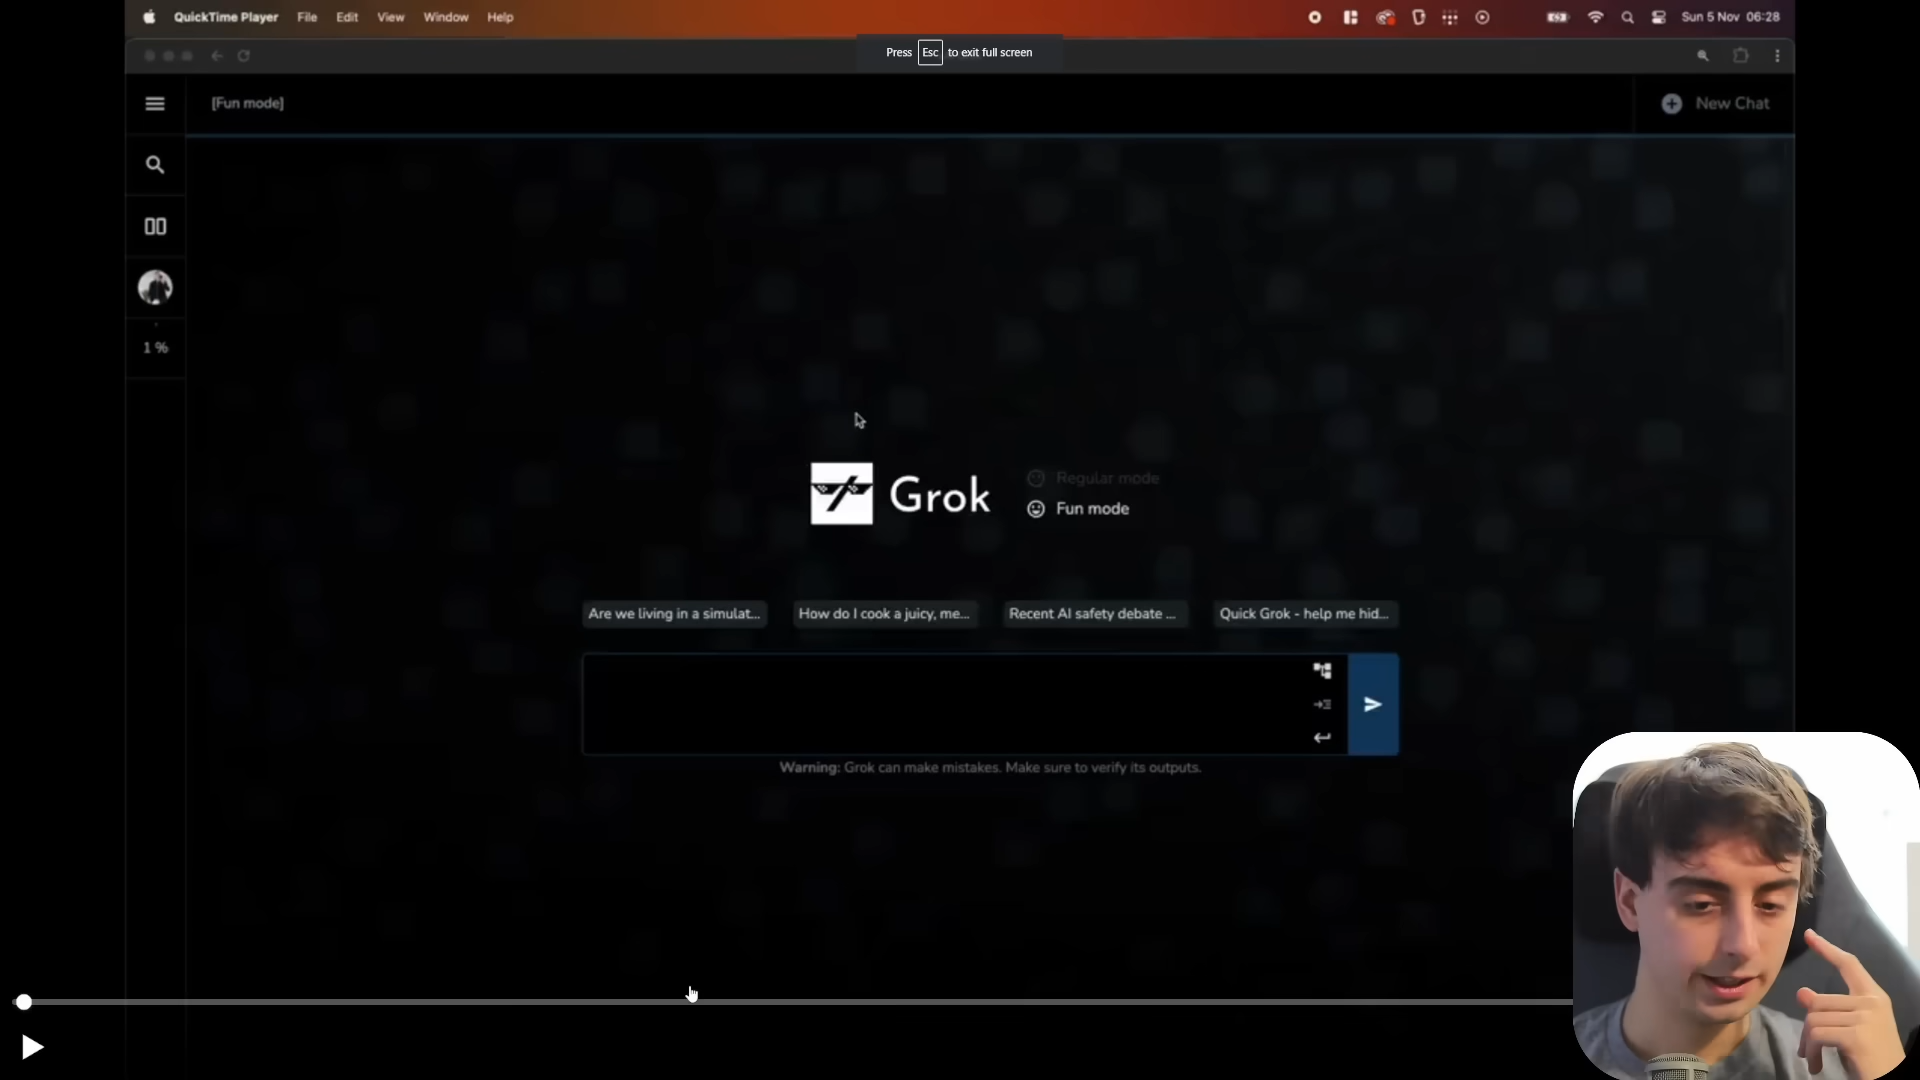 QuickTime Player File Edit View Window Help Sun 5 Nov 06:28
Press Esc to exit full screen
[Fun mode] New Chat
1 %
Grok
Regular mode
Fun mode
Are we living in a simulat... How do I cook a juicy, me... Recent AI safety debate ... Quick Grok - help me hid...
Warning: Grok can make mistakes. Make sure to verify its outputs.